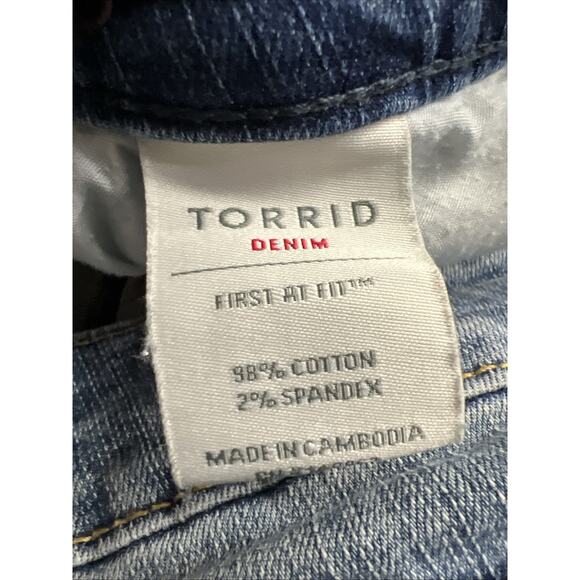 TORRID
DENIM
FIRST AT FIT™
98% COTTON
2% SPANDEX
MADE IN CAMBODIA